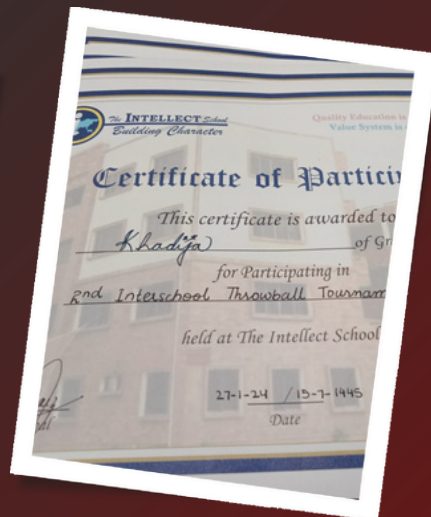 The INTELLECT School
Building Character
Quality Education is
Value System is
Certificate of Partici
This certificate is awarded to
Khadija of Gr
for Participating in
2nd Interschool Throwball Tournam
held at The Intellect School
27-1-24 / 15-7-1445
Date